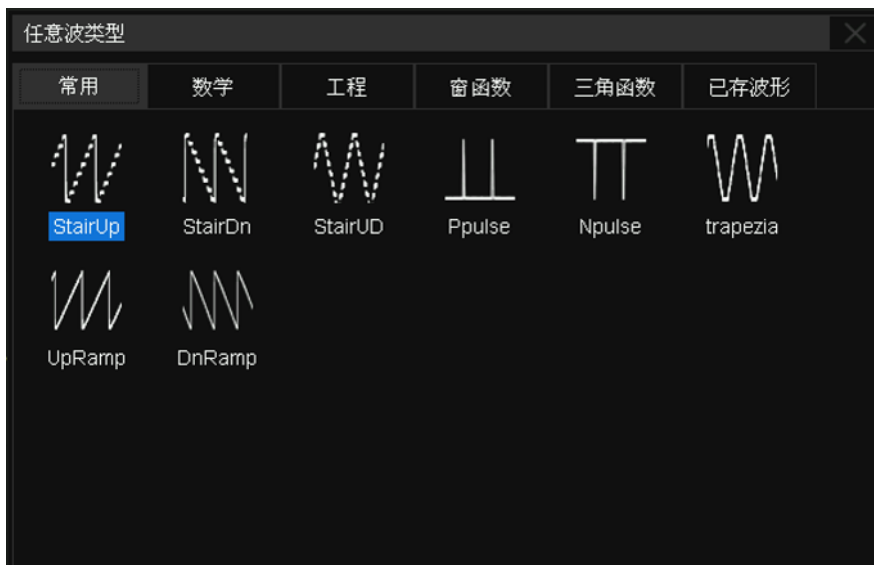 任意波类型
常用 数学 工程 窗函数 三角函数 已存波形
StairUp StairDn StairUD Ppulse Npulse trapezia
UpRamp DnRamp